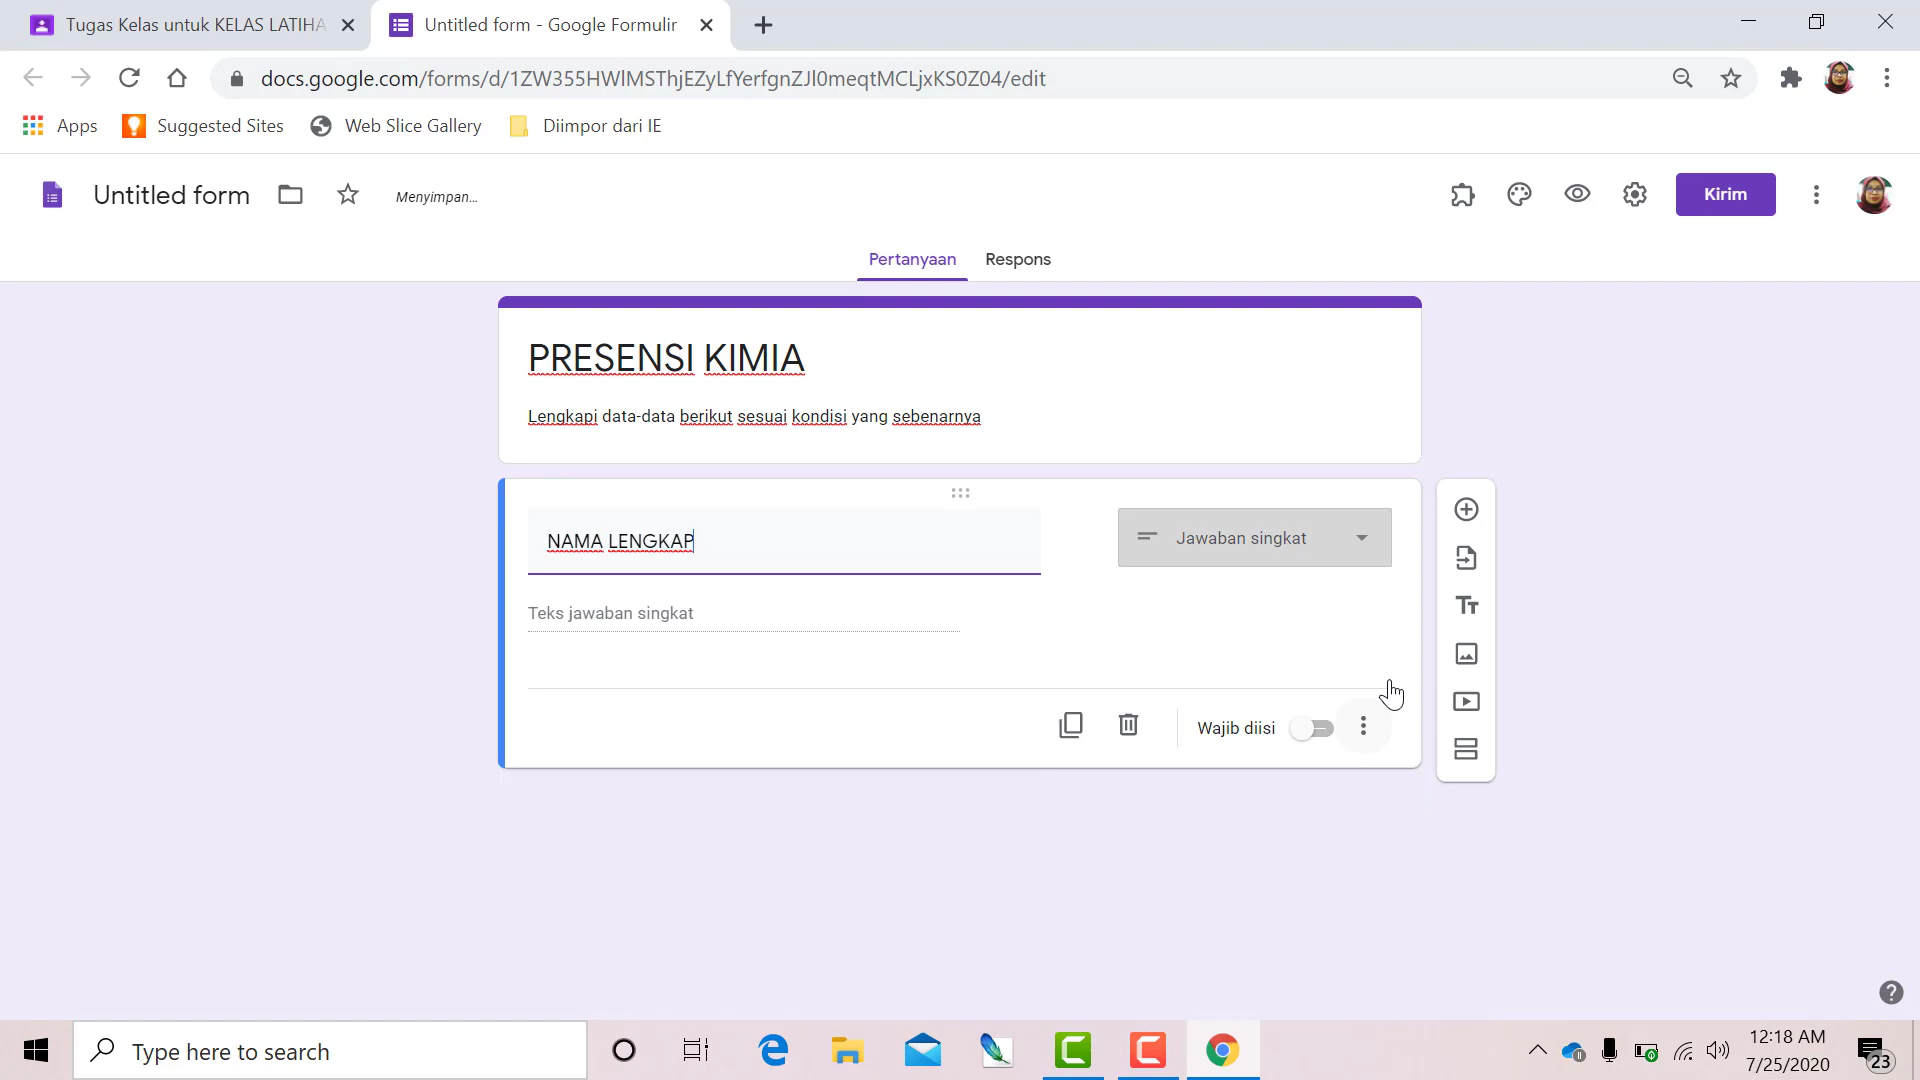 Tugas Kelas untuk KELAS LATIHA
Untitled form - Google Formulir
docs.google.com/forms/d/1ZW355HWlMSThjEZyLfYerfgnZJl0meqtMCLjxKS0Z04/edit
Apps
Suggested Sites
Web Slice Gallery
Diimpor dari IE
Untitled form
Menyimpan...
Kirim
Pertanyaan
Respons
PRESENSI KIMIA
Lengkapi data-data berikut sesuai kondisi yang sebenarnya
NAMA LENGKAP
Jawaban singkat
Teks jawaban singkat
Wajib diisi
Type here to search
12:18 AM
7/25/2020
23